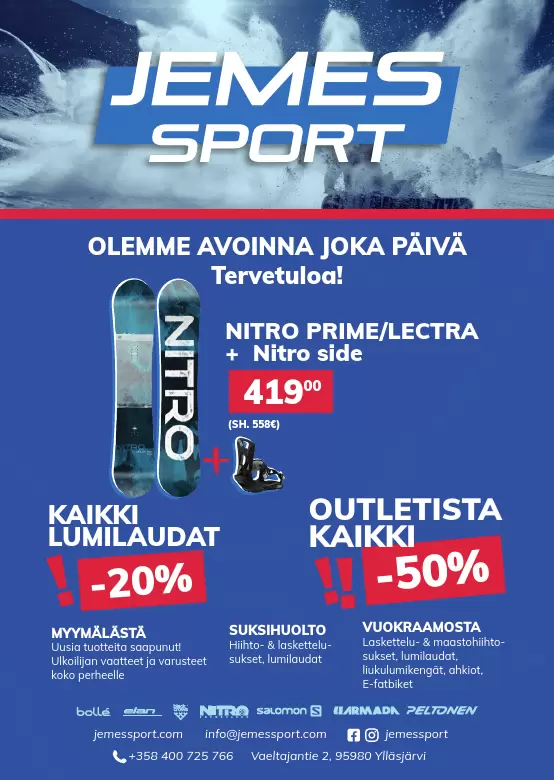 JEMES
SPORT
OLEMME AVOINNA JOKA PÄIVÄ
Tervetuloa!
NITRO
NITRO PRIME/LECTRA
+ Nitro side
419⁰⁰
(SH. 558€)
+
KAIKKI
LUMILAUDAT
!! -20%
OUTLETISTA
KAIKKI
!! -50%
MYYMÄLÄSTÄ
Uusia tuotteita saapunut!
Ulkoilijan vaatteet ja varusteet
koko perheelle
SUKSIHUOLTO
Hiihto- & laskettelu-
sukset, lumilaudat
VUOKRAAMOSTA
Laskettelu- & maastohiihto-
sukset, lumilaudat,
liukulumikengät, ahkiot,
E-fatbiket
bollé elan NITRO SALOMON S ARMADA PELTONEN
jemessport.com info@jemessport.com jemessport
+358 400 725 766 Vaeltajantie 2, 95980 Ylläsjärvi